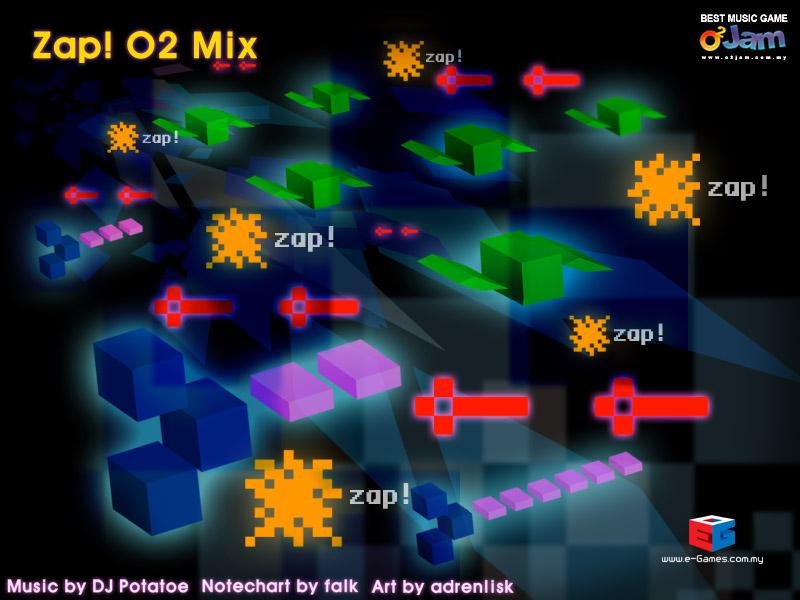 Zap! O2 Mix
BEST MUSIC GAME
O2Jam
www.o2jam.com.my
zap!
zap!
zap!
zap!
zap!
zap!
www.e-Games.com.my
Music by DJ Potatoe Notechart by falk Art by adrenlisk